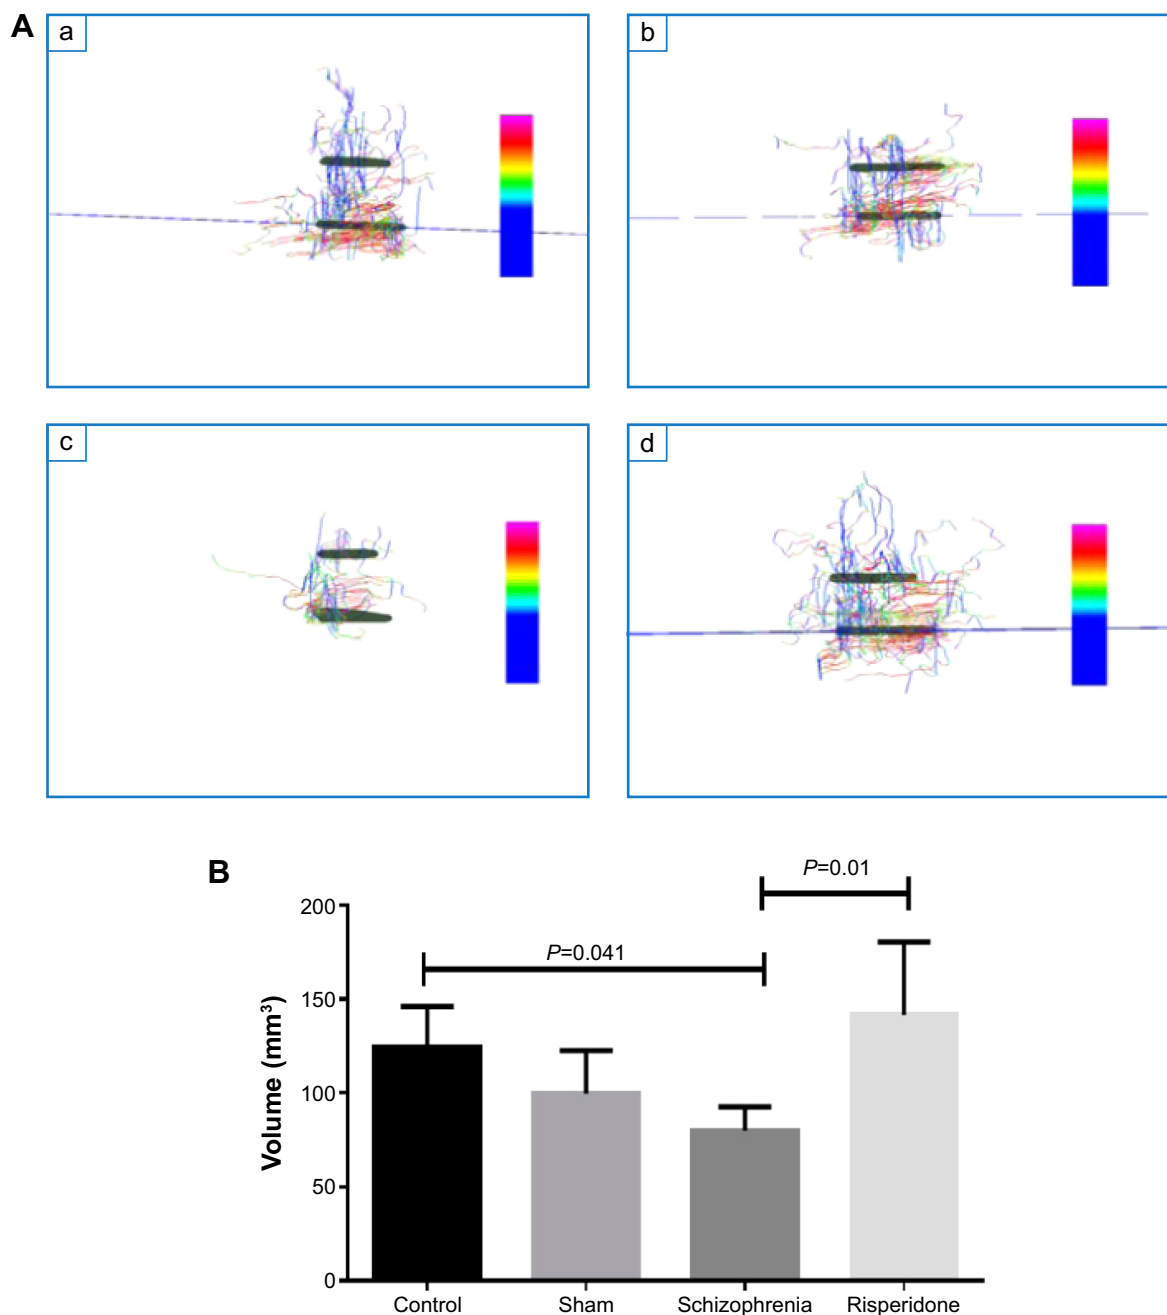 A
a
b
c
d
B
P=0.01
P=0.041
Volume (mm³)
200
150
100
50
0
Control Sham Schizophrenia Risperidone